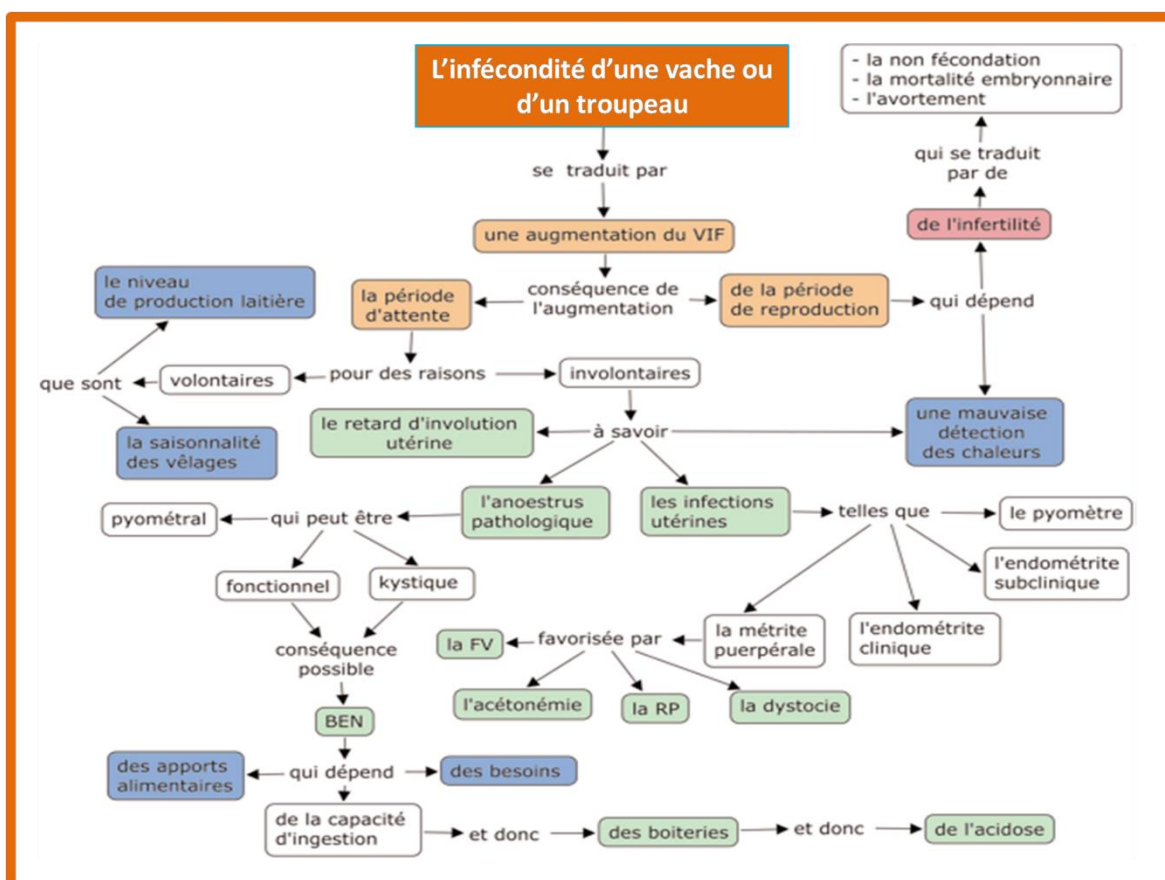 L'infécondité d'une vache ou
d'un troupeau
- la non fécondation
- la mortalité embryonnaire
- l'avortement
se traduit par
qui se traduit
par de
de l'infertilité
une augmentation du VIF
le niveau
de production laitière
la période
d'attente
conséquence de
l'augmentation
de la période
de reproduction
qui dépend
que sont
volontaires
pour des raisons
involontaires
le retard d'involution
utérine
à savoir
une mauvaise
détection
des chaleurs
la saisonnalité
des vêlages
pyométral
qui peut être
l'anoestrus
pathologique
les infections
utérines
telles que
le pyomètre
fonctionnel
kystique
l'endométrite
subclinique
conséquence
possible
la FV
favorisée par
la métrite
puerpérale
l'endométrite
clinique
l'acétonémie
la RP
la dystocie
BEN
des apports
alimentaires
qui dépend
des besoins
de la capacité
d'ingestion
et donc
des boiteries
et donc
de l'acidose